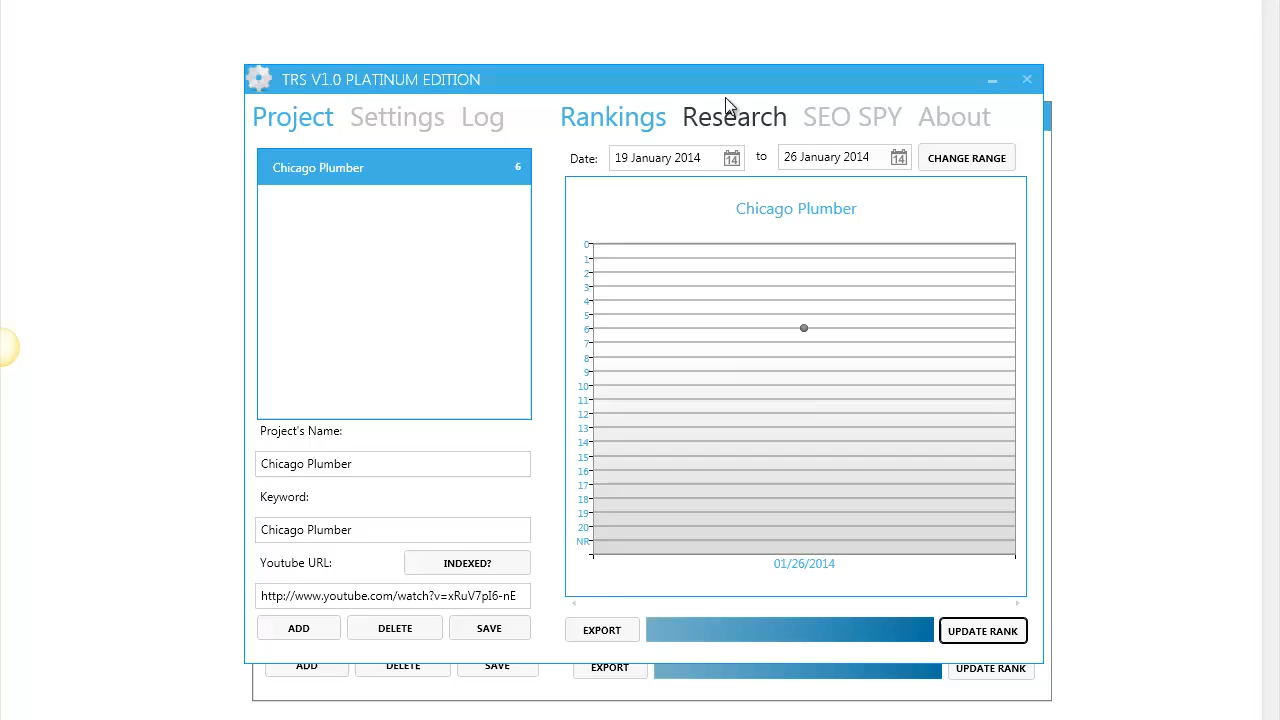 TRS V1.0 PLATINUM EDITION
Project Settings Log
Rankings Research SEO SPY About
Chicago Plumber 6
Date: 19 January 2014 14 to 26 January 2014 14 CHANGE RANGE
Chicago Plumber
0
1
2
3
4
5
6
7
8
9
10
11
12
13
14
15
16
17
18
19
20
NR
01/26/2014
Project's Name:
Chicago Plumber
Keyword:
Chicago Plumber
Youtube URL: INDEXED?
http://www.youtube.com/watch?v=xRuV7pI6-nE
ADD DELETE SAVE
EXPORT UPDATE RANK
ADD DELETE SAVE
EXPORT UPDATE RANK